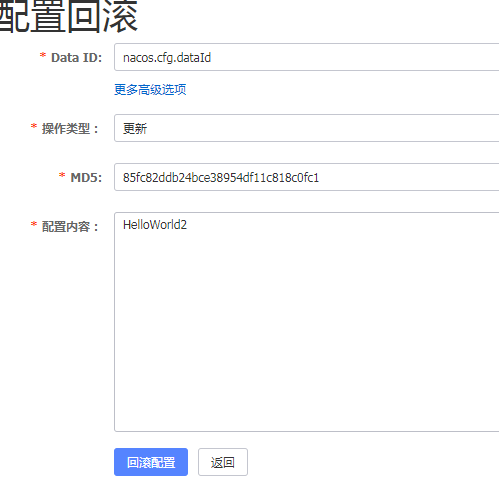 配置回滚
* Data ID: nacos.cfg.dataId
更多高级选项
* 操作类型： 更新
* MD5: 85fc82ddb24bce38954df11c818c0fc1
* 配置内容： HelloWorld2
回滚配置 返回